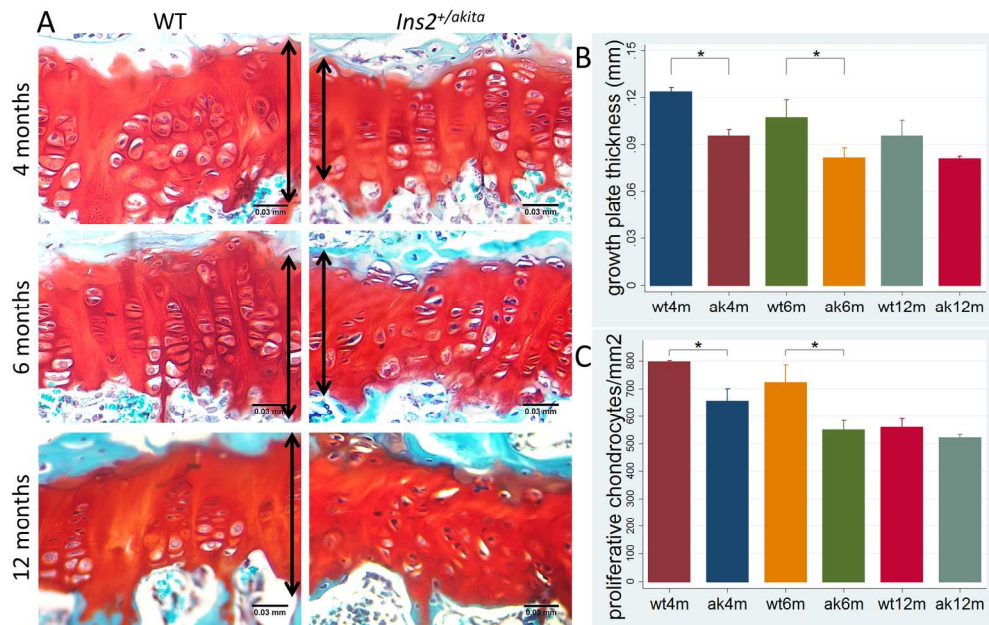 A
WT
Ins2+/akita
4 months
0.03 mm
0.03 mm
6 months
0.03 mm
0.03 mm
12 months
0.03 mm
0.03 mm
B
growth plate thickness (mm)
.15
.12
.09
.06
.03
0
*
*
wt4m ak4m wt6m ak6m wt12m ak12m
C
proliferative chondrocytes/mm2
800
700
600
500
400
300
200
100
0
*
*
wt4m ak4m wt6m ak6m wt12m ak12m